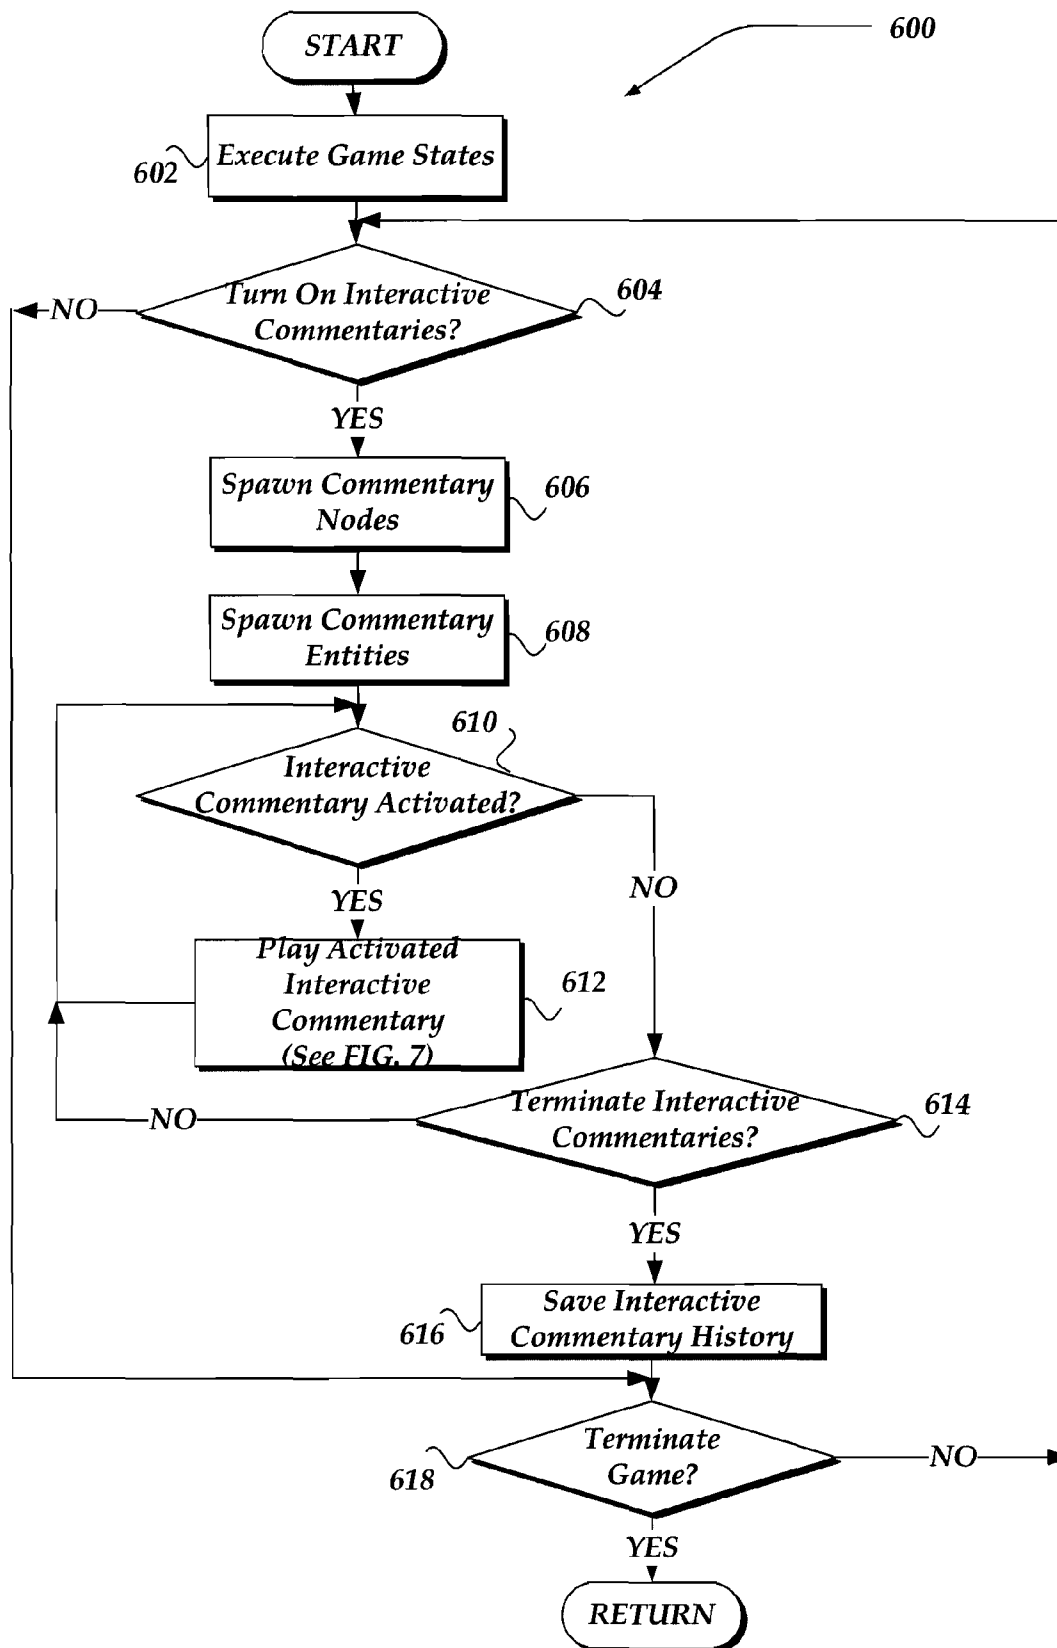 START
600
Execute Game States
602
Turn On Interactive
Commentaries?
604
NO
YES
Spawn Commentary
Nodes
606
Spawn Commentary
Entities
608
610
Interactive
Commentary Activated?
NO
YES
Play Activated
Interactive
Commentary
(See FIG. 7)
612
Terminate Interactive
Commentaries?
614
NO
YES
Save Interactive
Commentary History
616
Terminate
Game?
618
NO
YES
RETURN